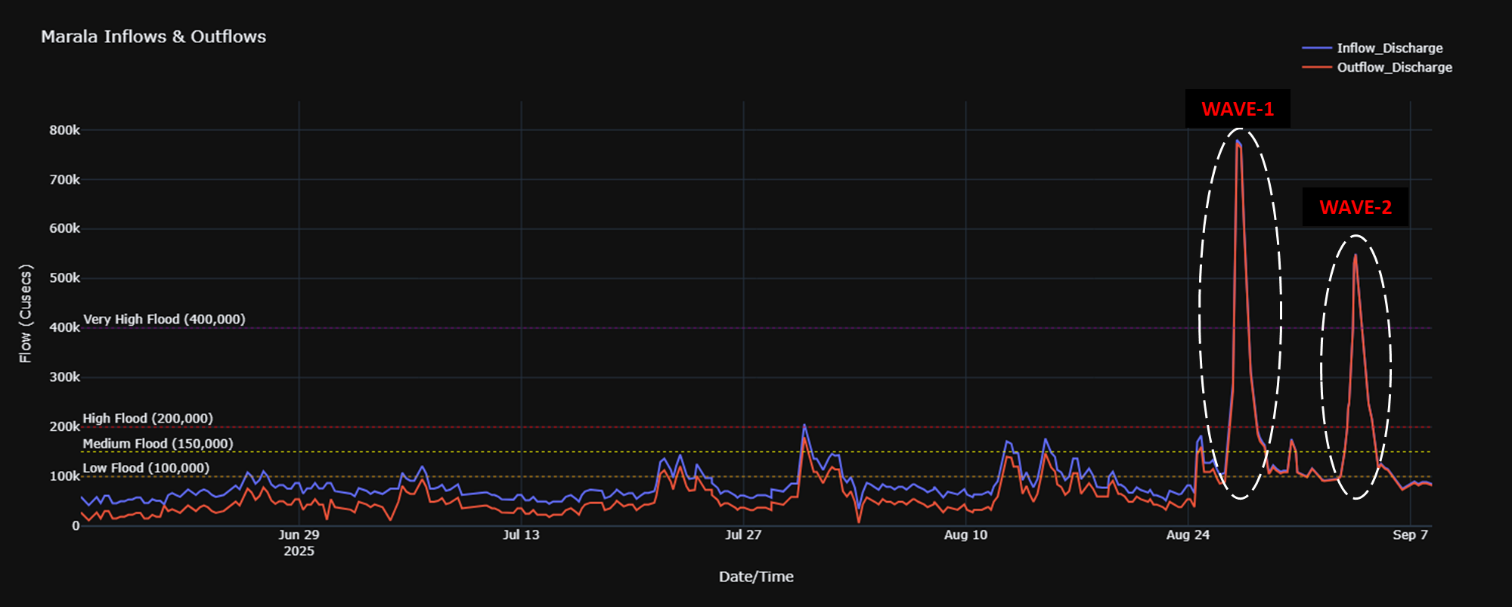 Marala Inflows & Outflows
Inflow_Discharge
Outflow_Discharge
WAVE-1
WAVE-2
800k
700k
600k
500k
400k
300k
200k
100k
0
Very High Flood (400,000)
High Flood (200,000)
Medium Flood (150,000)
Low Flood (100,000)
Flow (Cusecs)
Jun 29
2025
Jul 13
Jul 27
Aug 10
Aug 24
Sep 7
Date/Time